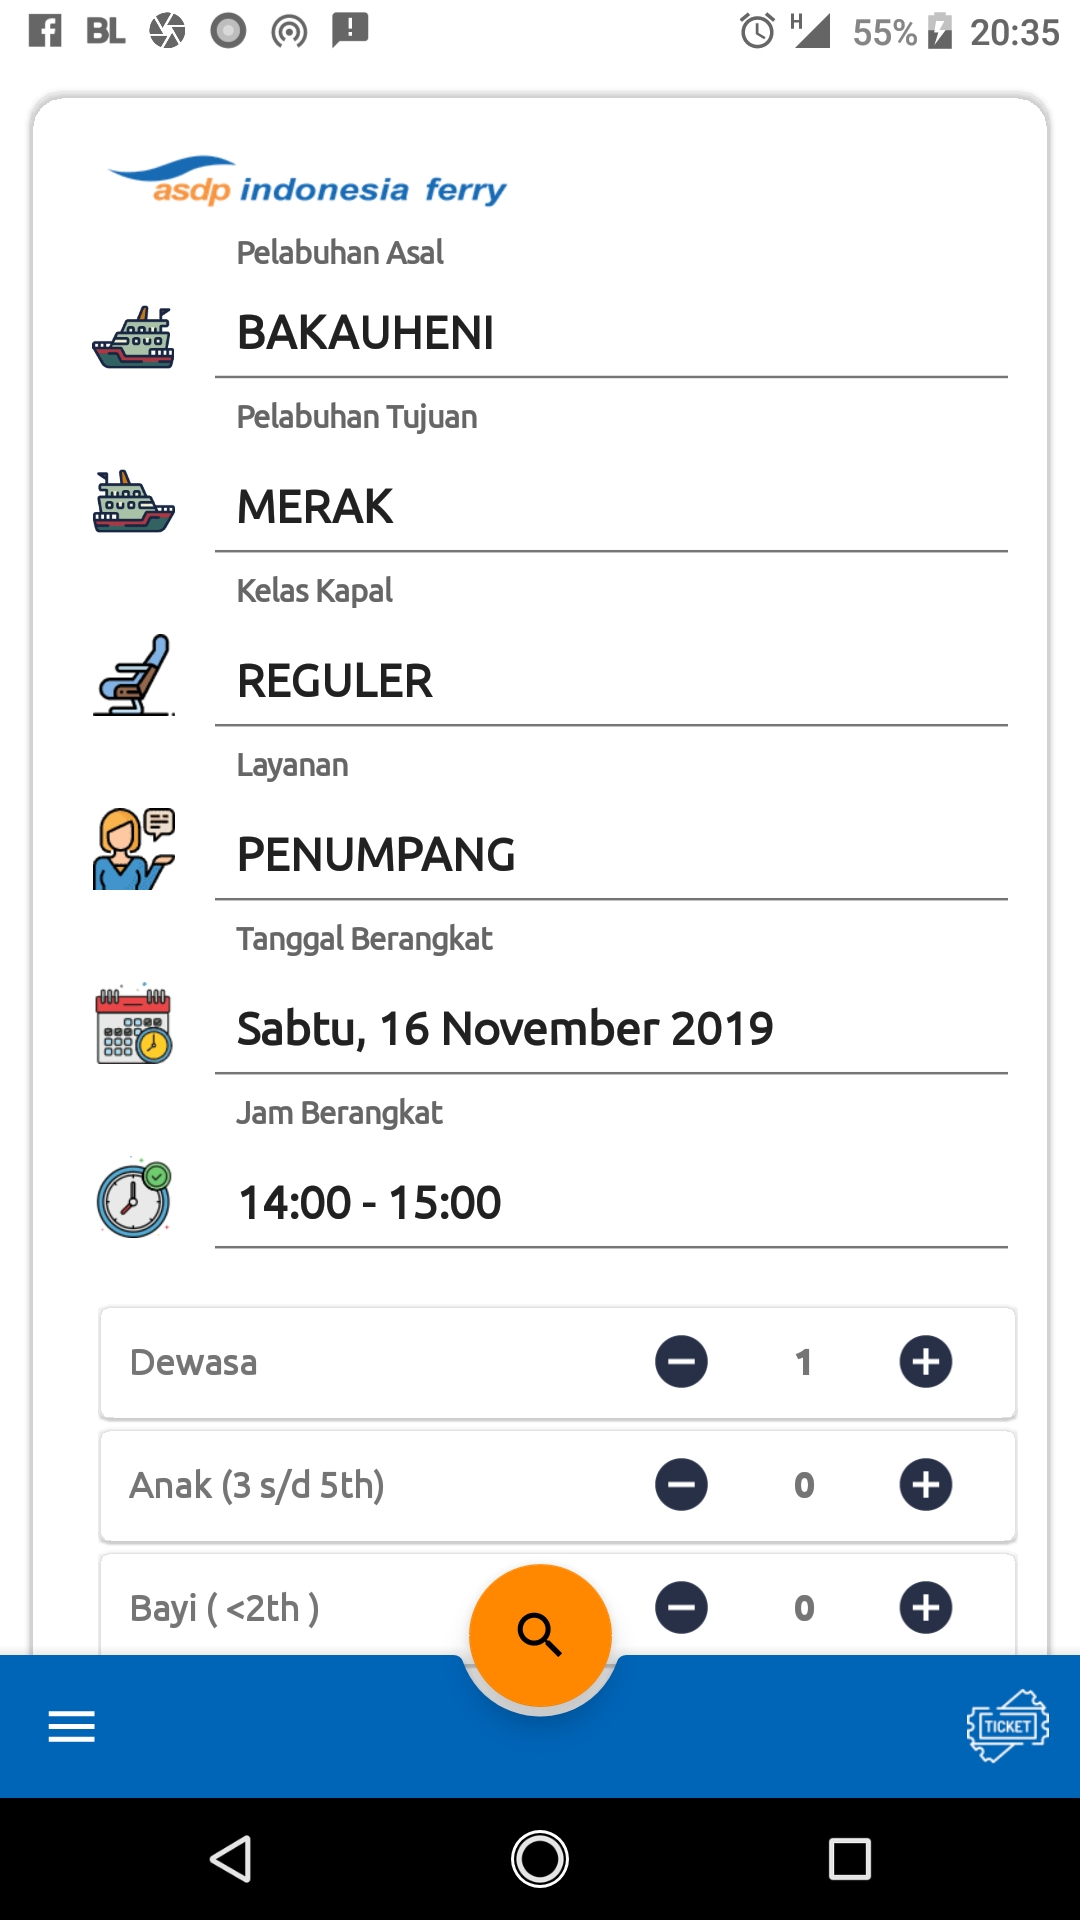 BL
H
55%
20:35
asdp indonesia ferry
Pelabuhan Asal
BAKAUHENI
Pelabuhan Tujuan
MERAK
Kelas Kapal
REGULER
Layanan
PENUMPANG
Tanggal Berangkat
Sabtu, 16 November 2019
Jam Berangkat
14:00 - 15:00
Dewasa 1
Anak (3 s/d 5th) 0
Bayi ( <2th ) 0
TICKET